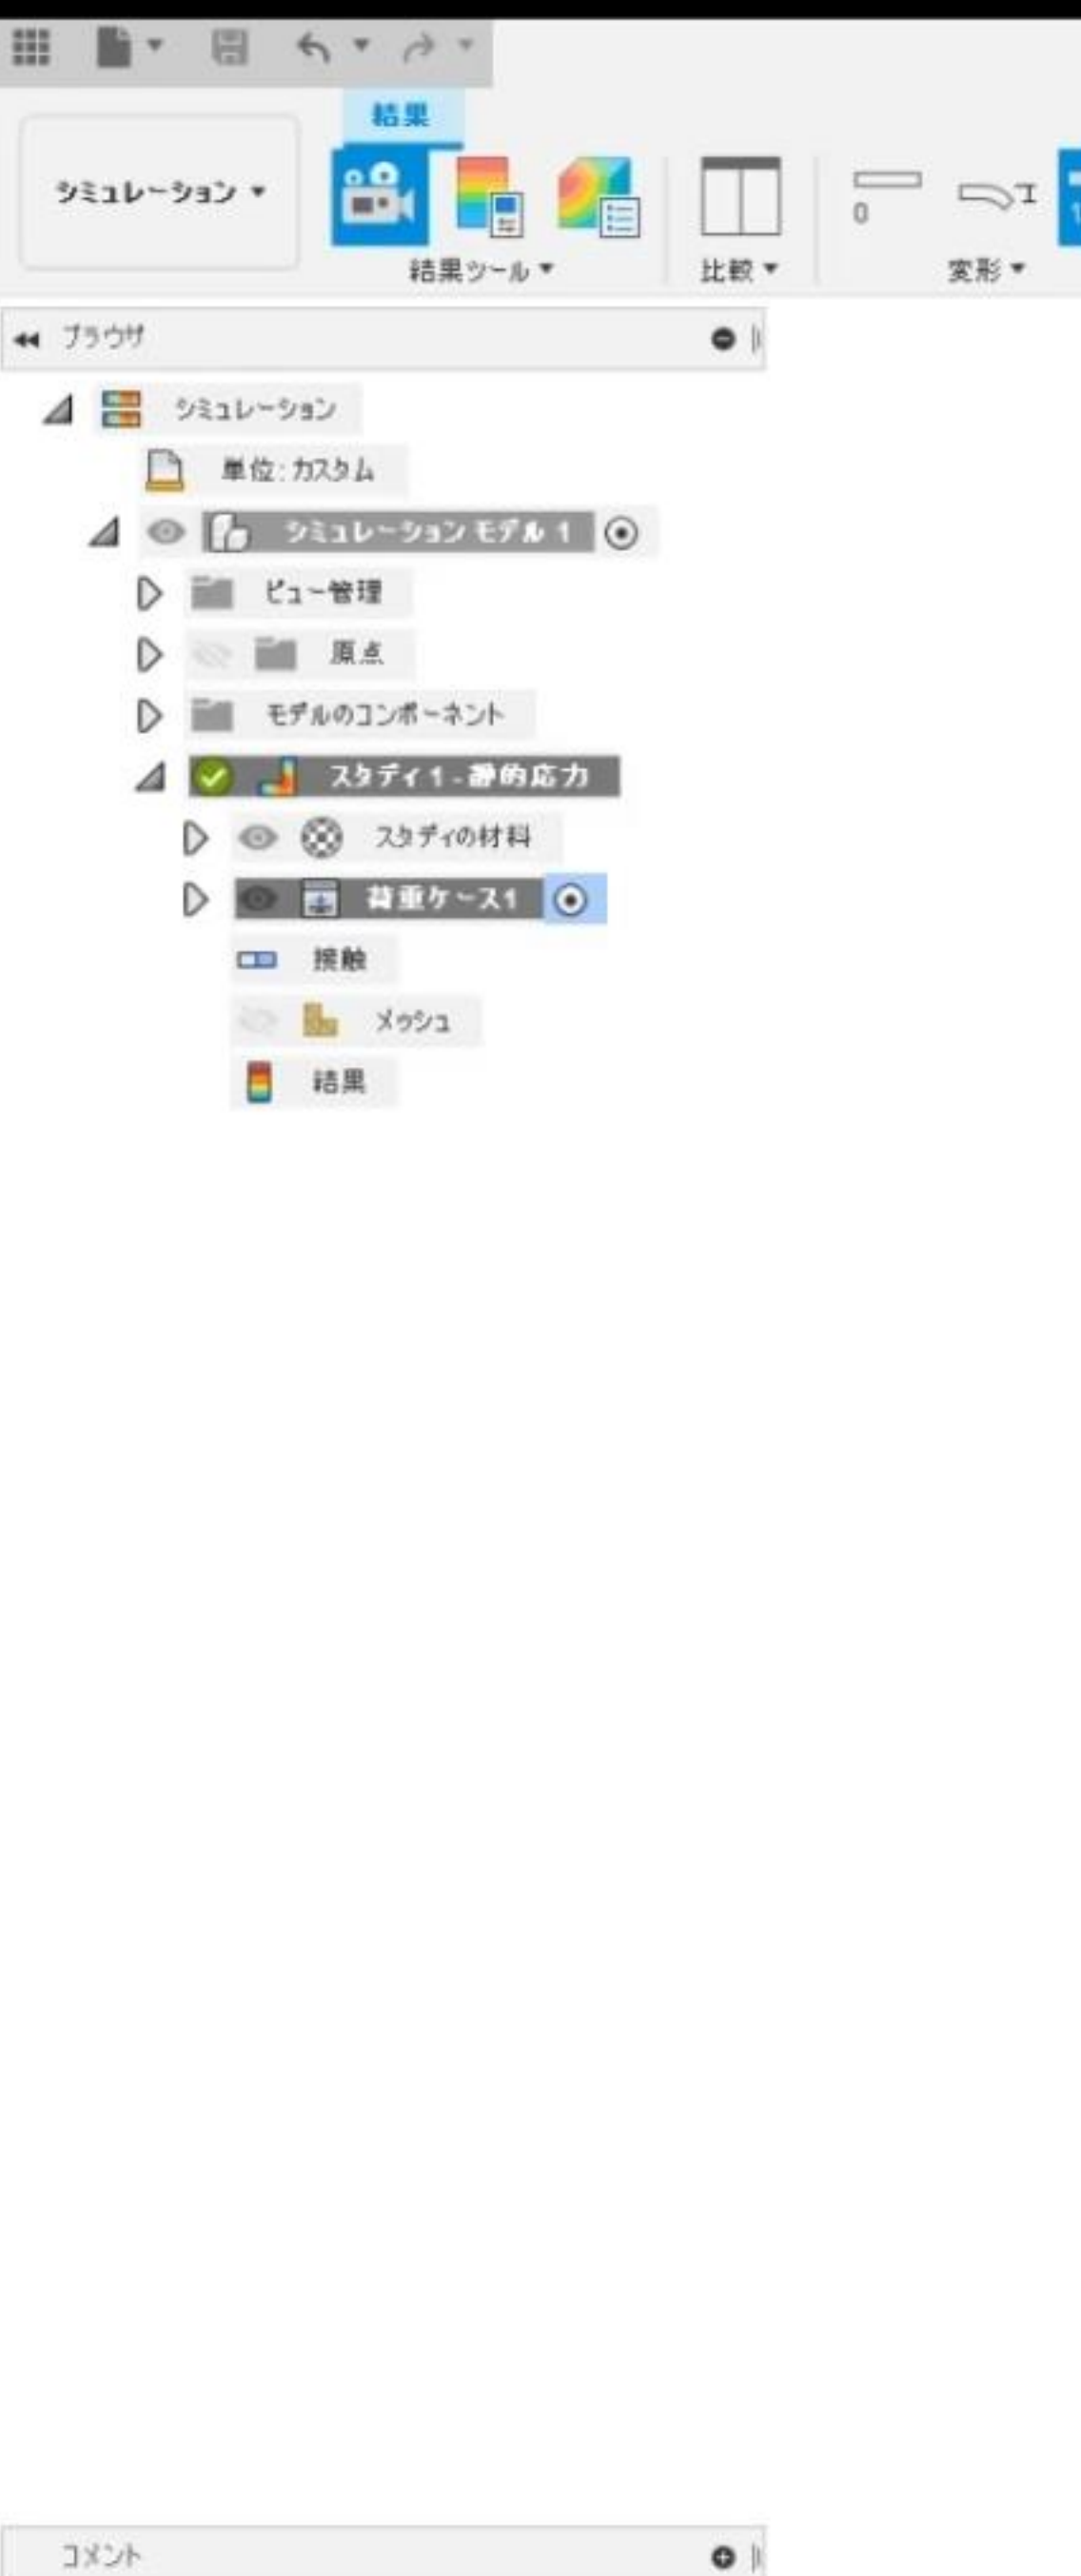 結果
シミュレーション
0
結果ツール 比較 変形
ブラウザ
シミュレーション
単位: カスタム
シミュレーション モデル 1
ビュー管理
原点
モデルのコンポーネント
スタディ 1 - 静的応力
スタディの材料
荷重ケース1
接触
メッシュ
結果
コメント